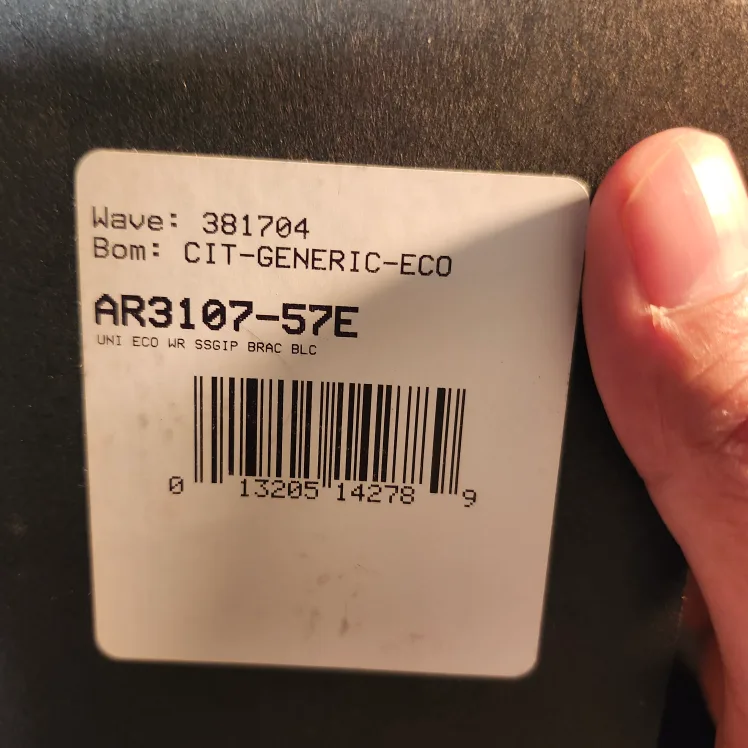 Wave: 381704
Bom: CIT-GENERIC-ECO
AR3107-57E
UNI ECO WR SSGIP BRAC BLC
0 13205 14278 9